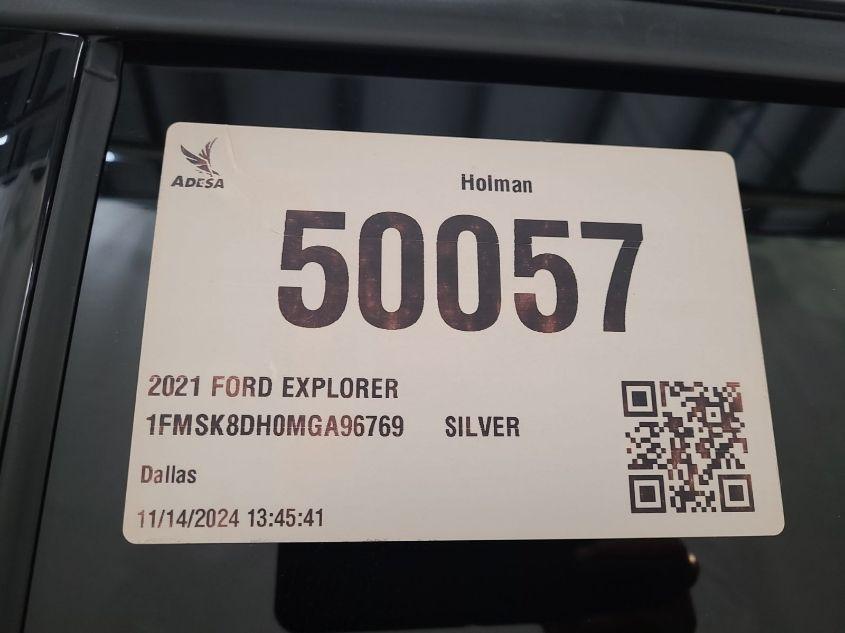 ADESA
Holman
50057
2021 FORD EXPLORER
1FMSK8DH0MGA96769 SILVER
Dallas
11/14/2024 13:45:41